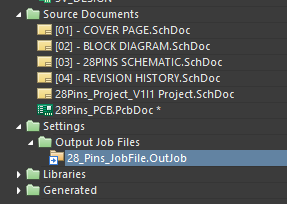 Source Documents
[01] - COVER PAGE.SchDoc
[02] - BLOCK DIAGRAM.SchDoc
[03] - 28PINS SCHEMATIC.SchDoc
[04] - REVISION HISTORY.SchDoc
28Pins_Project_V1I1 Project.SchDoc
28Pins_PCB.PcbDoc *
Settings
Output Job Files
28_Pins_JobFile.OutJob
Libraries
Generated